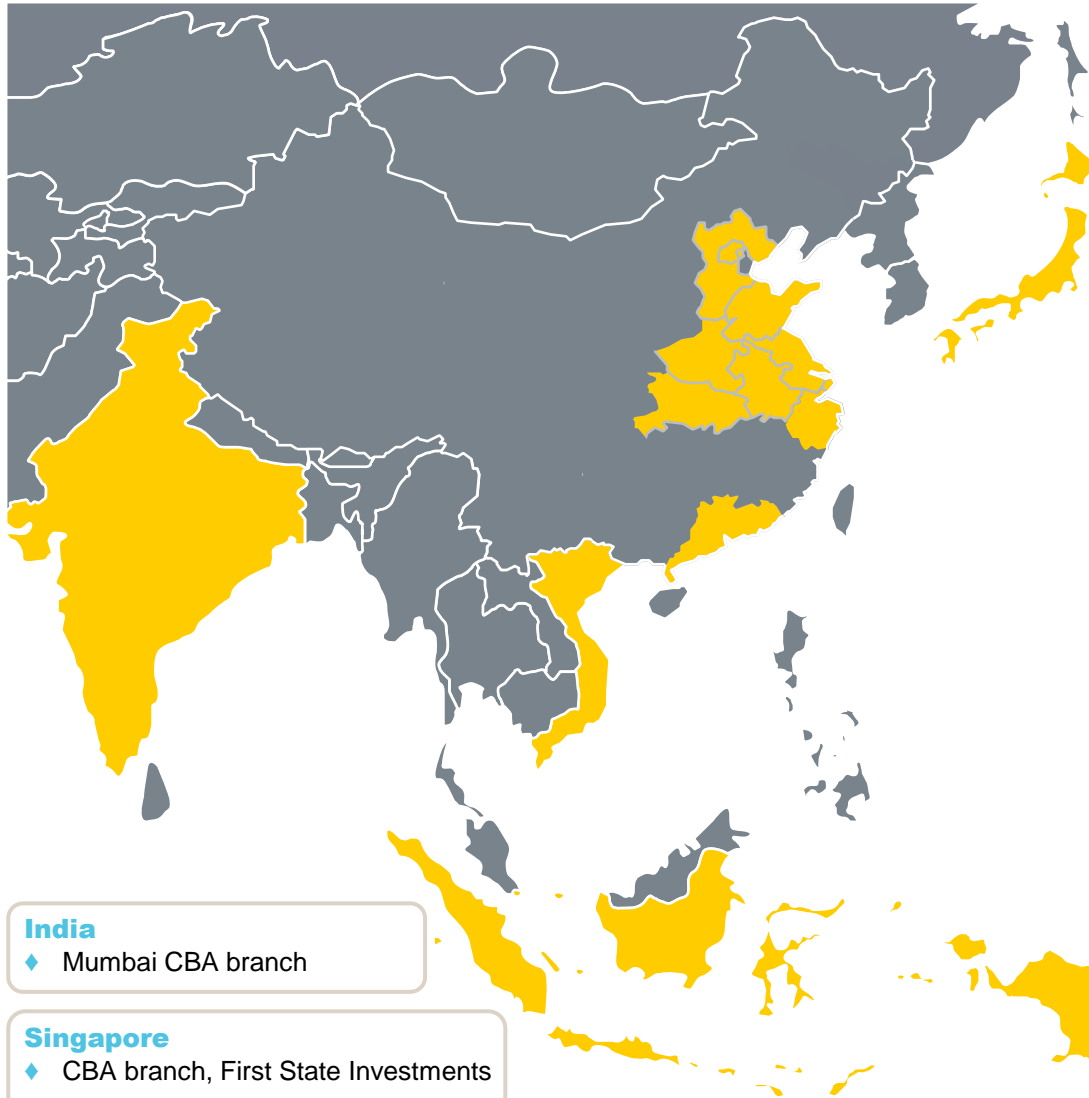 India
♦ Mumbai CBA branch
Singapore
♦ CBA branch, First State Investments